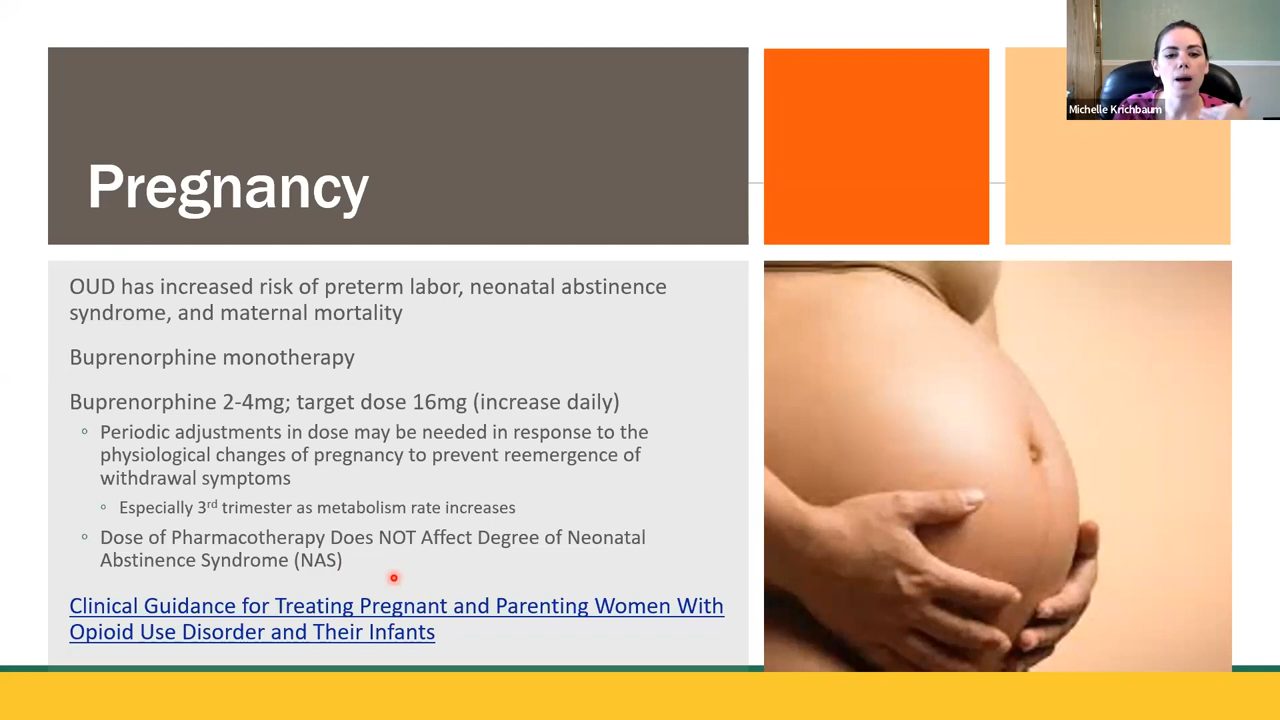 Michelle Krichbaum
Pregnancy
OUD has increased risk of preterm labor, neonatal abstinence
syndrome, and maternal mortality
Buprenorphine monotherapy
Buprenorphine 2-4mg; target dose 16mg (increase daily)
◦ Periodic adjustments in dose may be needed in response to the
physiological changes of pregnancy to prevent reemergence of
withdrawal symptoms
◦ Especially 3rd trimester as metabolism rate increases
◦ Dose of Pharmacotherapy Does NOT Affect Degree of Neonatal
Abstinence Syndrome (NAS)
Clinical Guidance for Treating Pregnant and Parenting Women With
Opioid Use Disorder and Their Infants